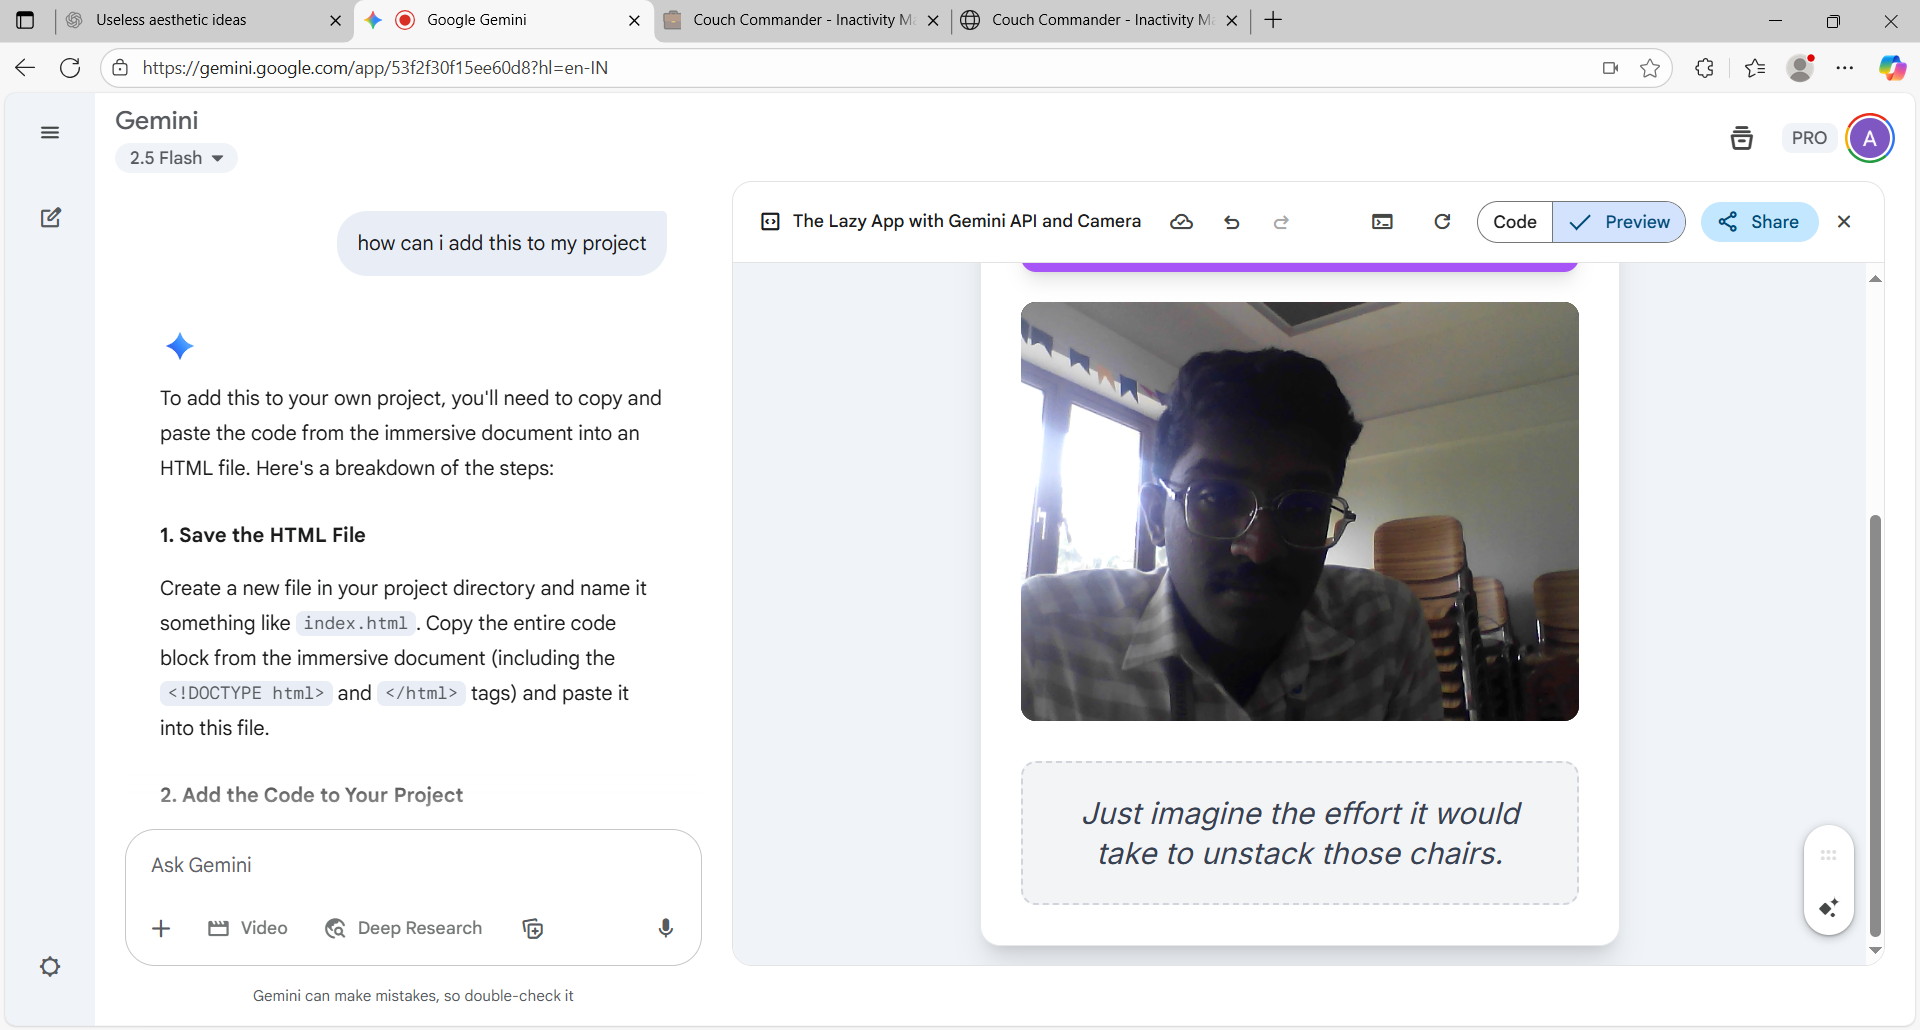 Useless aesthetic ideas
Google Gemini
Couch Commander - Inactivity Ma
Couch Commander - Inactivity Ma
https://gemini.google.com/app/53f2f30f15ee60d8?hl=en-IN
Gemini
2.5 Flash
PRO
A
how can i add this to my project
To add this to your own project, you'll need to copy and
paste the code from the immersive document into an
HTML file. Here's a breakdown of the steps:
1. Save the HTML File
Create a new file in your project directory and name it
something like index.html. Copy the entire code
block from the immersive document (including the
<!DOCTYPE html> and </html> tags) and paste it
into this file.
2. Add the Code to Your Project
Ask Gemini
Video
Deep Research
Gemini can make mistakes, so double-check it
The Lazy App with Gemini API and Camera
Code
Preview
Share
Just imagine the effort it would
take to unstack those chairs.